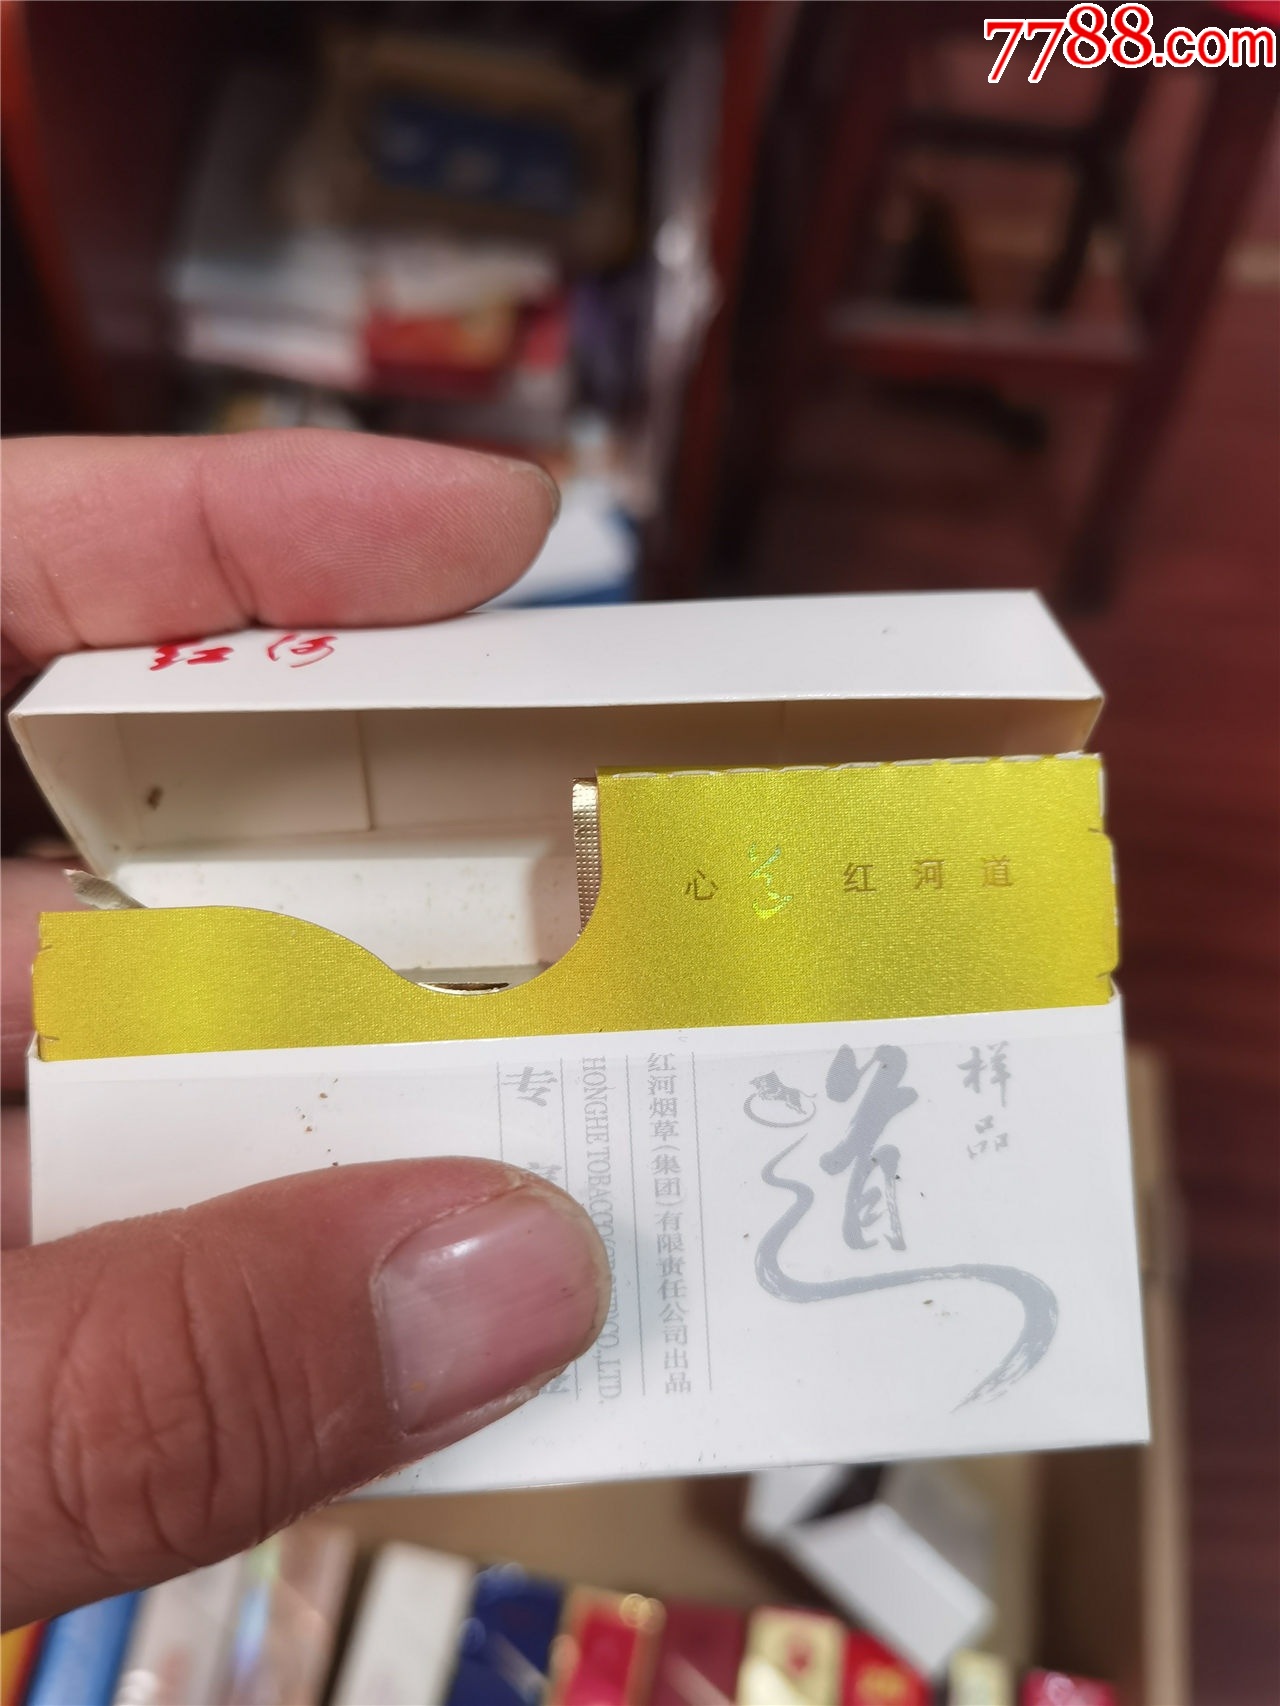 7788.com
红河
心道 红河道
样品
道
红河烟草(集团)有限责任公司出品
HONGHE TOBACCO CO.,LTD.
专